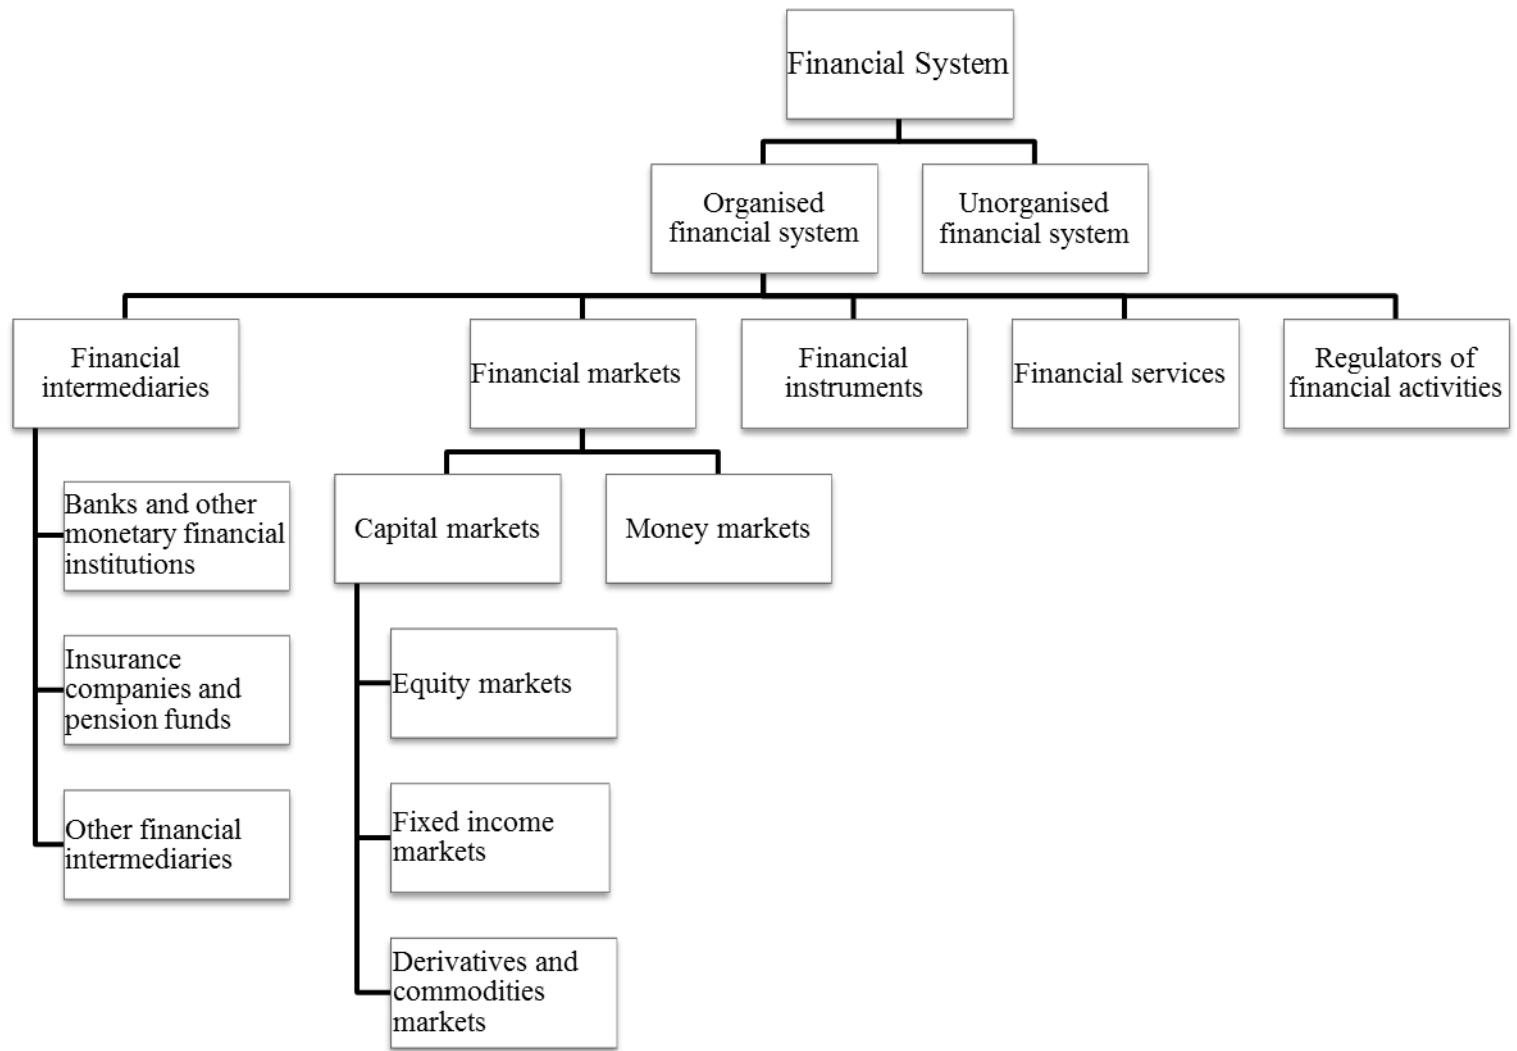 Financial System
Organised
financial system
Unorganised
financial system
Financial
intermediaries
Financial markets
Financial
instruments
Financial services
Regulators of
financial activities
Banks and other
monetary financial
institutions
Insurance
companies and
pension funds
Other financial
intermediaries
Capital markets
Money markets
Equity markets
Fixed income
markets
Derivatives and
commodities
markets